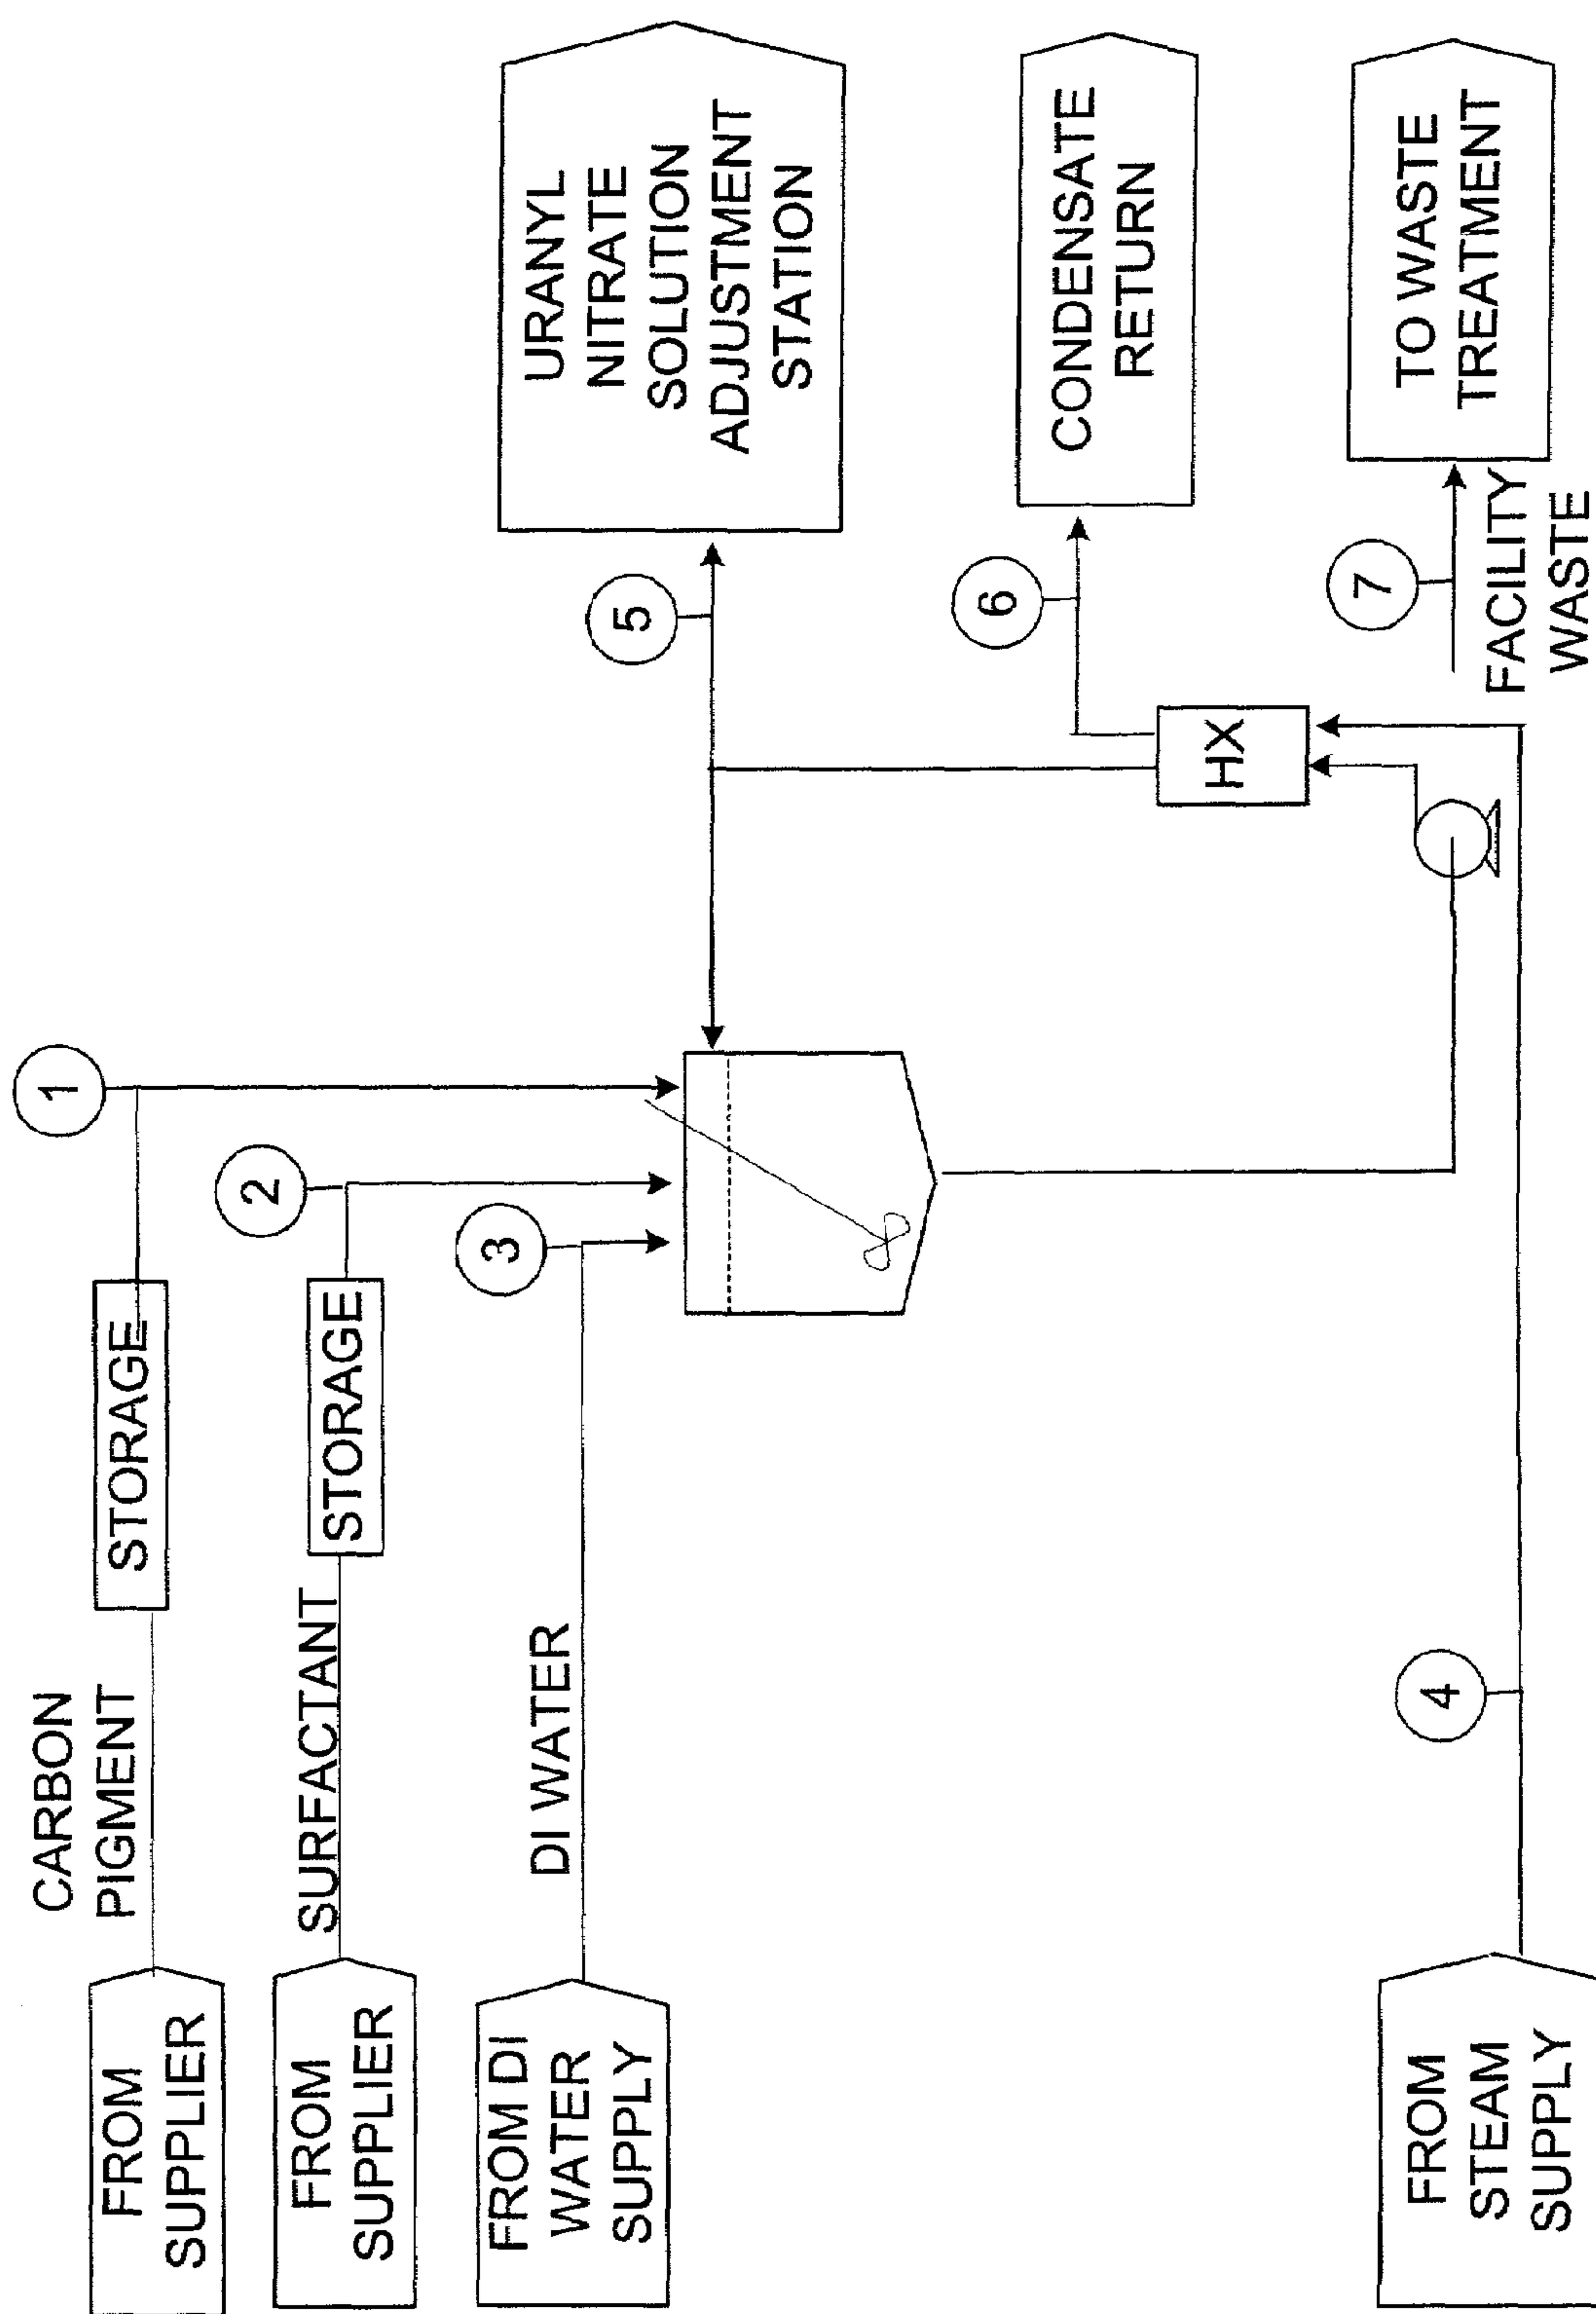 CARBON
PIGMENT
FROM
SUPPLIER
STORAGE
1
SURFACTANT
FROM
SUPPLIER
STORAGE
2
DI WATER
FROM DI
WATER
SUPPLY
3
URANYL
NITRATE
SOLUTION
ADJUSTMENT
STATION
5
CONDENSATE
RETURN
6
HX
TO WASTE
TREATMENT
7
FACILITY
WASTE
FROM
STEAM
SUPPLY
4